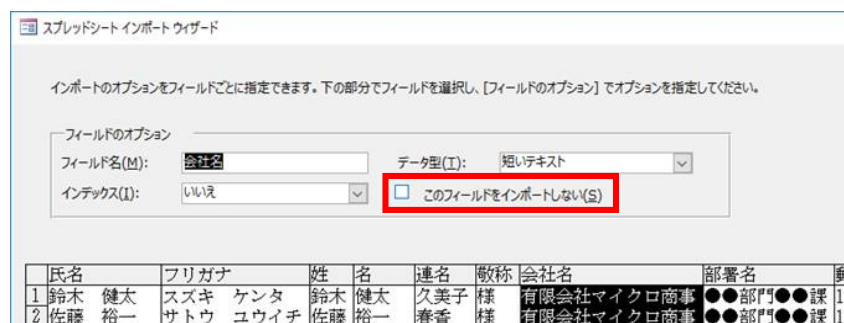 スプレッドシート インポート ウィザード
インポートのオプションをフィールドごとに指定できます。下の部分でフィールドを選択し、[フィールドのオプション] でオプションを指定してください。
フィールドのオプション
フィールド名(M): 会社名 データ型(T): 短いテキスト
インデックス(I): いいえ このフィールドをインポートしない(S)
氏名 フリガナ 姓 名 連名 敬称 会社名 部署名
1 鈴木 健太 スズキ ケンタ 鈴木 健太 久美子 様 有限会社マイクロ商事 ●●部門●●課 1
2 佐藤 裕一 サトウ ユウイチ 佐藤 裕一 春香 様 有限会社マイクロ商事 ●●部門●●課 1